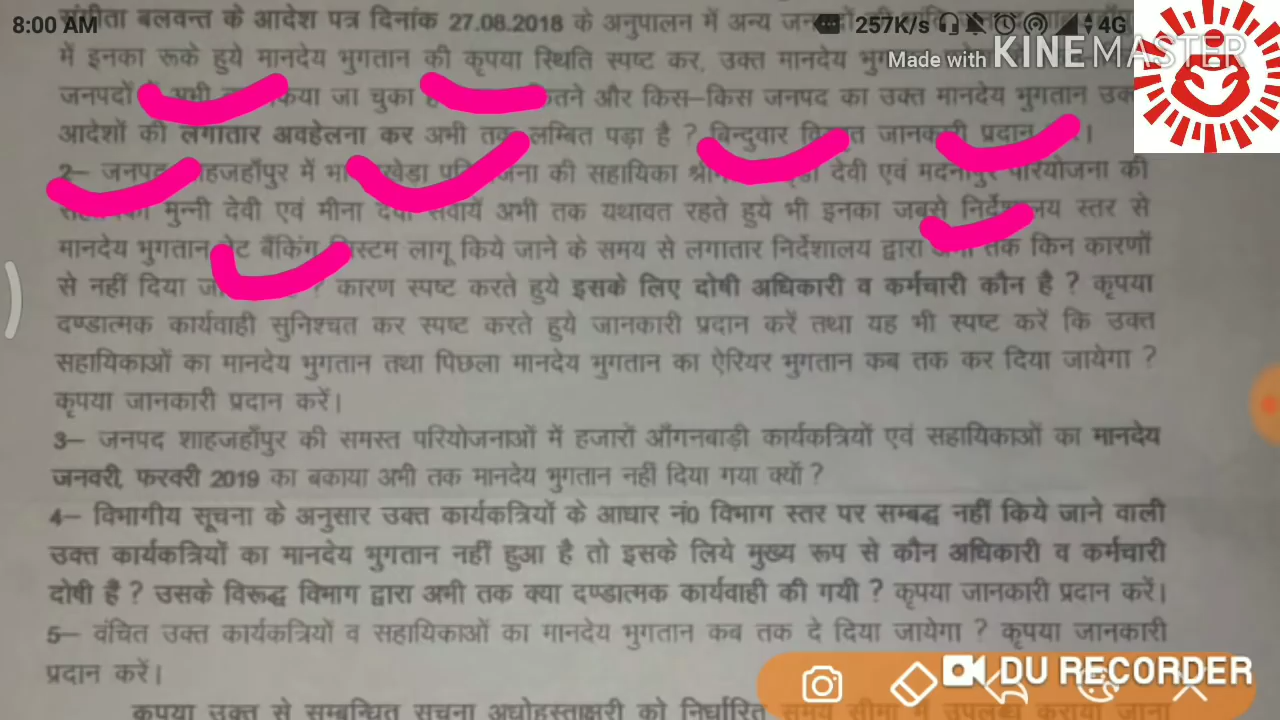 8:00 AM 257K/s 4G
Made with KINEMASTER
संगीता बलवन्त के आदेश पत्र दिनांक 27.08.2018 के अनुपालन में अन्य
में इनका रूके हुये मानदेय भुगतान की कृपया स्थिति स्पष्ट कर, उक्त मानदेय
जनपदों किया जा चुका और किस–किस जनपद का उक्त मानदेय भुगतान
आदेशों की लगातार अवहेलना कर अभी तक लम्बित पड़ा है ? बिन्दुवार जानकारी प्रदान ।
2– जनपद शाहजहाँपुर में की सहायिका देवी एवं मदनापुर परियोजना की
मुन्नी देवी एवं मीना देवी सेवायें अभी तक यथावत रहते हुये भी इनका जबसे निर्देशालय स्तर से
मानदेय भुगतान नेट बैंकिंग सिस्टम लागू किये जाने के समय से लगातार निर्देशालय द्वारा तक किन कारणों
से नहीं दिया ? कारण स्पष्ट करते हुये इसके लिए दोषी अधिकारी व कर्मचारी कौन है ? कृपया
दण्डात्मक कार्यवाही सुनिश्चत कर स्पष्ट करते हुये जानकारी प्रदान करें तथा यह भी स्पष्ट करें कि उक्त
सहायिकाओं का मानदेय भुगतान तथा पिछला मानदेय भुगतान का ऐरियर भुगतान कब तक कर दिया जायेगा ?
कृपया जानकारी प्रदान करें।
3– जनपद शाहजहाँपुर की समस्त परियोजनाओं में हजारों आँगनबाड़ी कार्यकत्रियों एवं सहायिकाओं का मानदेय
जनवरी, फरवरी 2019 का बकाया अभी तक मानदेय भुगतान नहीं दिया गया क्यों ?
4– विभागीय सूचना के अनुसार उक्त कार्यकत्रियों के आधार नं0 विभाग स्तर पर सम्बद्ध नहीं किये जाने वाली
उक्त कार्यकत्रियों का मानदेय भुगतान नहीं हुआ है तो इसके लिये मुख्य रूप से कौन अधिकारी व कर्मचारी
दोषी हैं ? उसके विरूद्ध विभाग द्वारा अभी तक क्या दण्डात्मक कार्यवाही की गयी ? कृपया जानकारी प्रदान करें।
5– वंचित उक्त कार्यकत्रियों व सहायिकाओं का मानदेय भुगतान कब तक दे दिया जायेगा ? कृपया जानकारी
प्रदान करें।
DU RECORDER
कृपया उक्त से सम्बन्धित सूचना अधोहस्ताक्षरी को निर्धारित समय सीमा में उपलब्ध कराया जाना